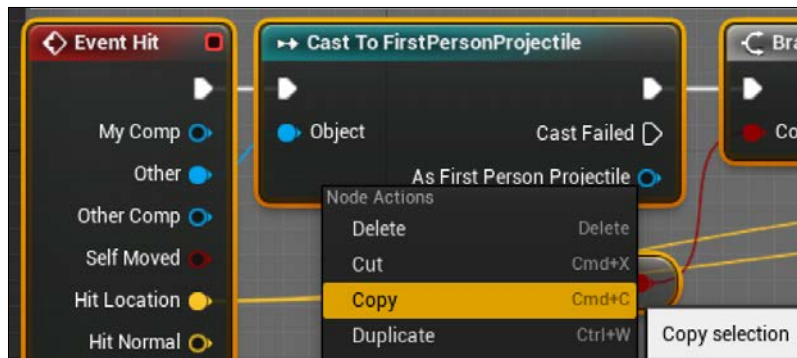 Event Hit
Cast To FirstPersonProjectile
My Comp
Object
Cast Failed
Other
As First Person Projectile
Other Comp
Node Actions
Delete Delete
Self Moved
Cut Cmd+X
Hit Location
Copy Cmd+C
Hit Normal
Duplicate Ctrl+W
Copy selection